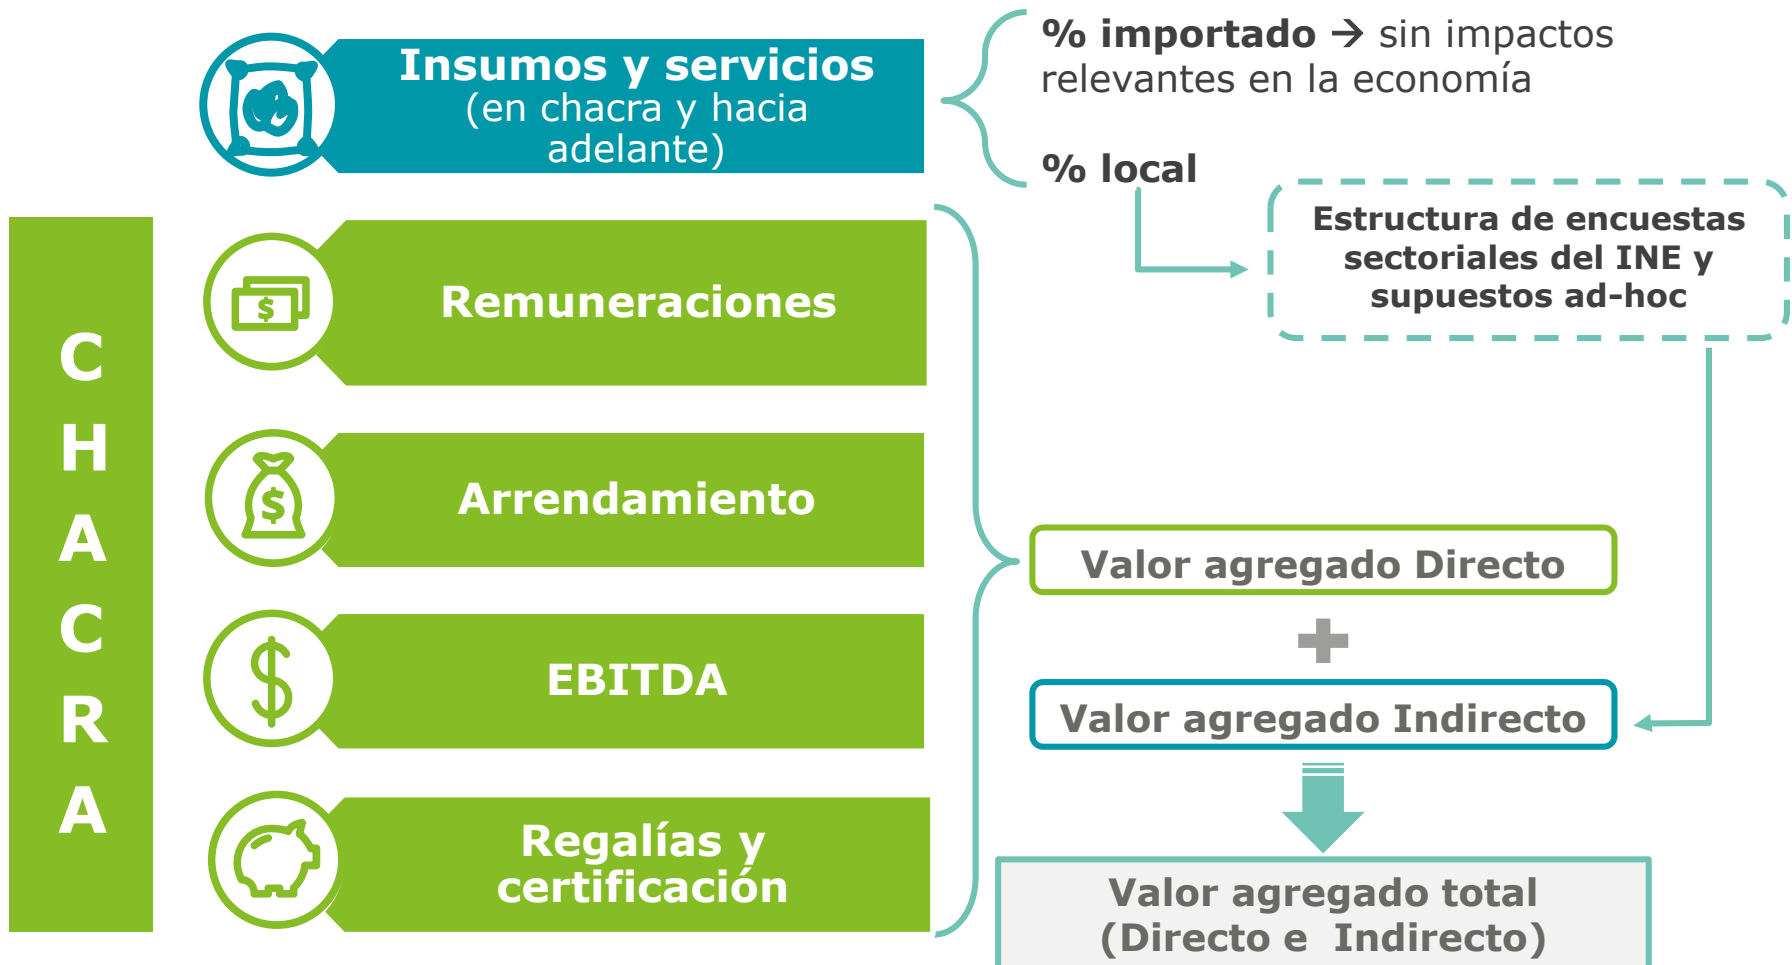 Insumos y servicios
(en chacra y hacia
adelante)
% importado → sin impactos
relevantes en la economía
% local
Estructura de encuestas
sectoriales del INE y
supuestos ad-hoc
C
H
A
C
R
A
$
Remuneraciones
$
Arrendamiento
$
EBITDA
Regalías y
certificación
Valor agregado Directo
+
Valor agregado Indirecto
Valor agregado total
(Directo e Indirecto)